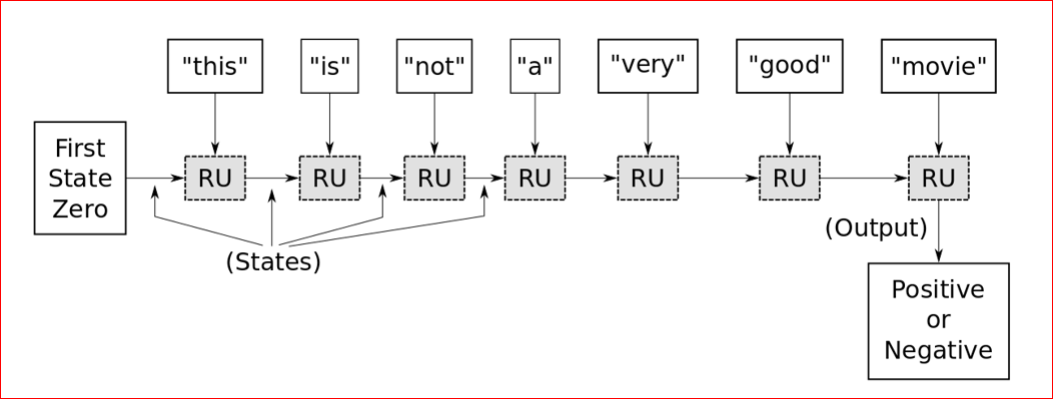 "this" "is" "not" "a" "very" "good" "movie"
First
State
Zero
RU RU RU RU RU RU RU
(States)
(Output)
Positive
or
Negative